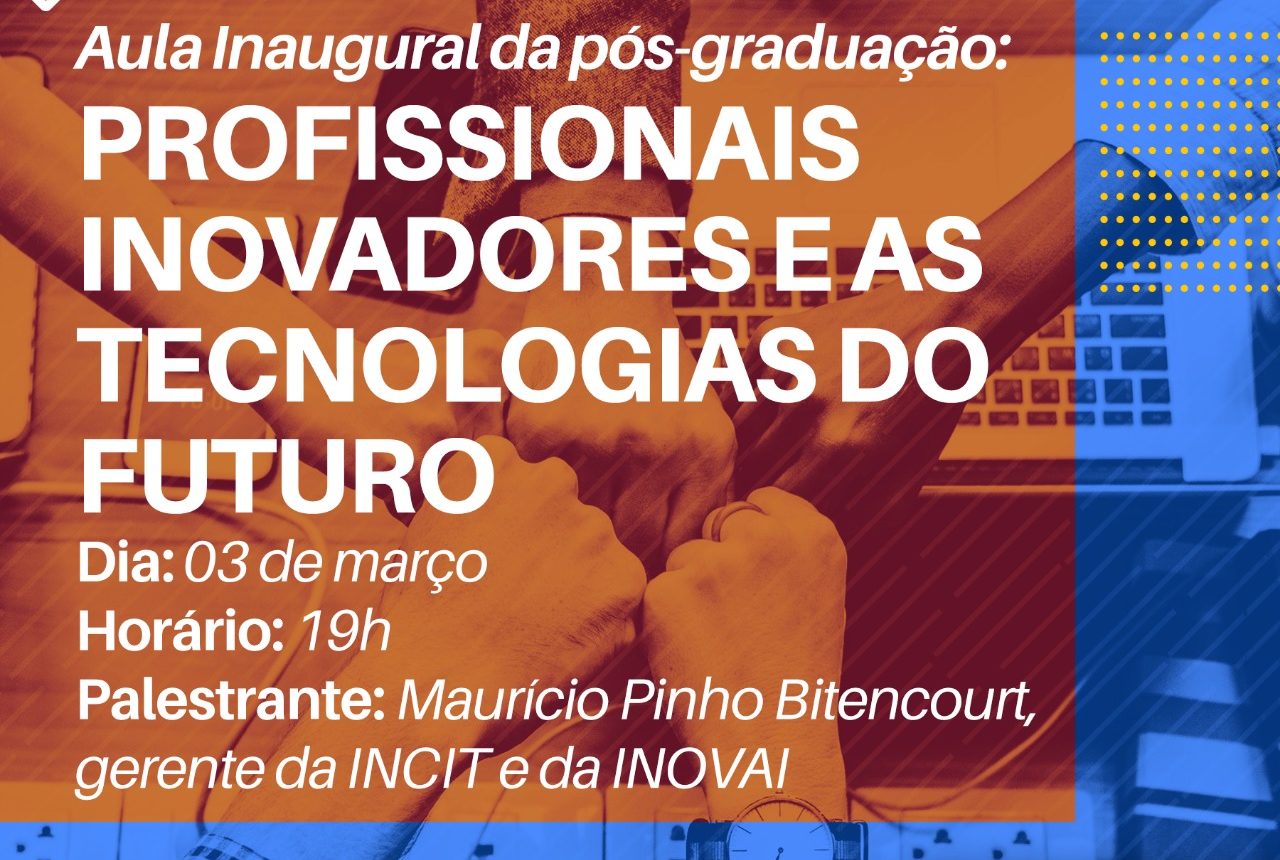 Aula Inaugural da pós-graduação:
PROFISSIONAIS
INOVADORES E AS
TECNOLOGIAS DO
FUTURO
Dia: 03 de março
Horário: 19h
Palestrante: Maurício Pinho Bitencourt,
gerente da INCIT e da INOVAI